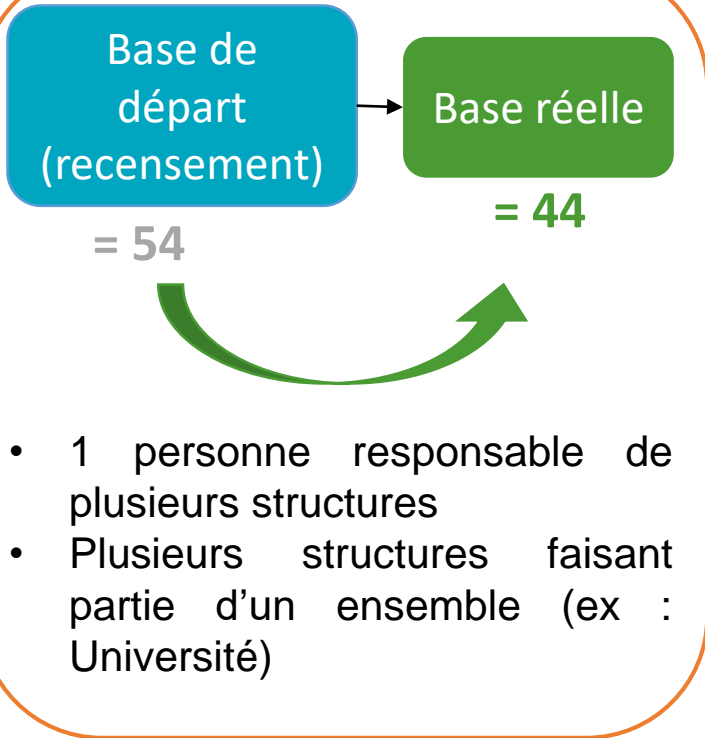 Base de
départ
(recensement)
Base réelle
= 54
= 44
• 1 personne responsable de
plusieurs structures
• Plusieurs structures faisant
partie d'un ensemble (ex :
Université)